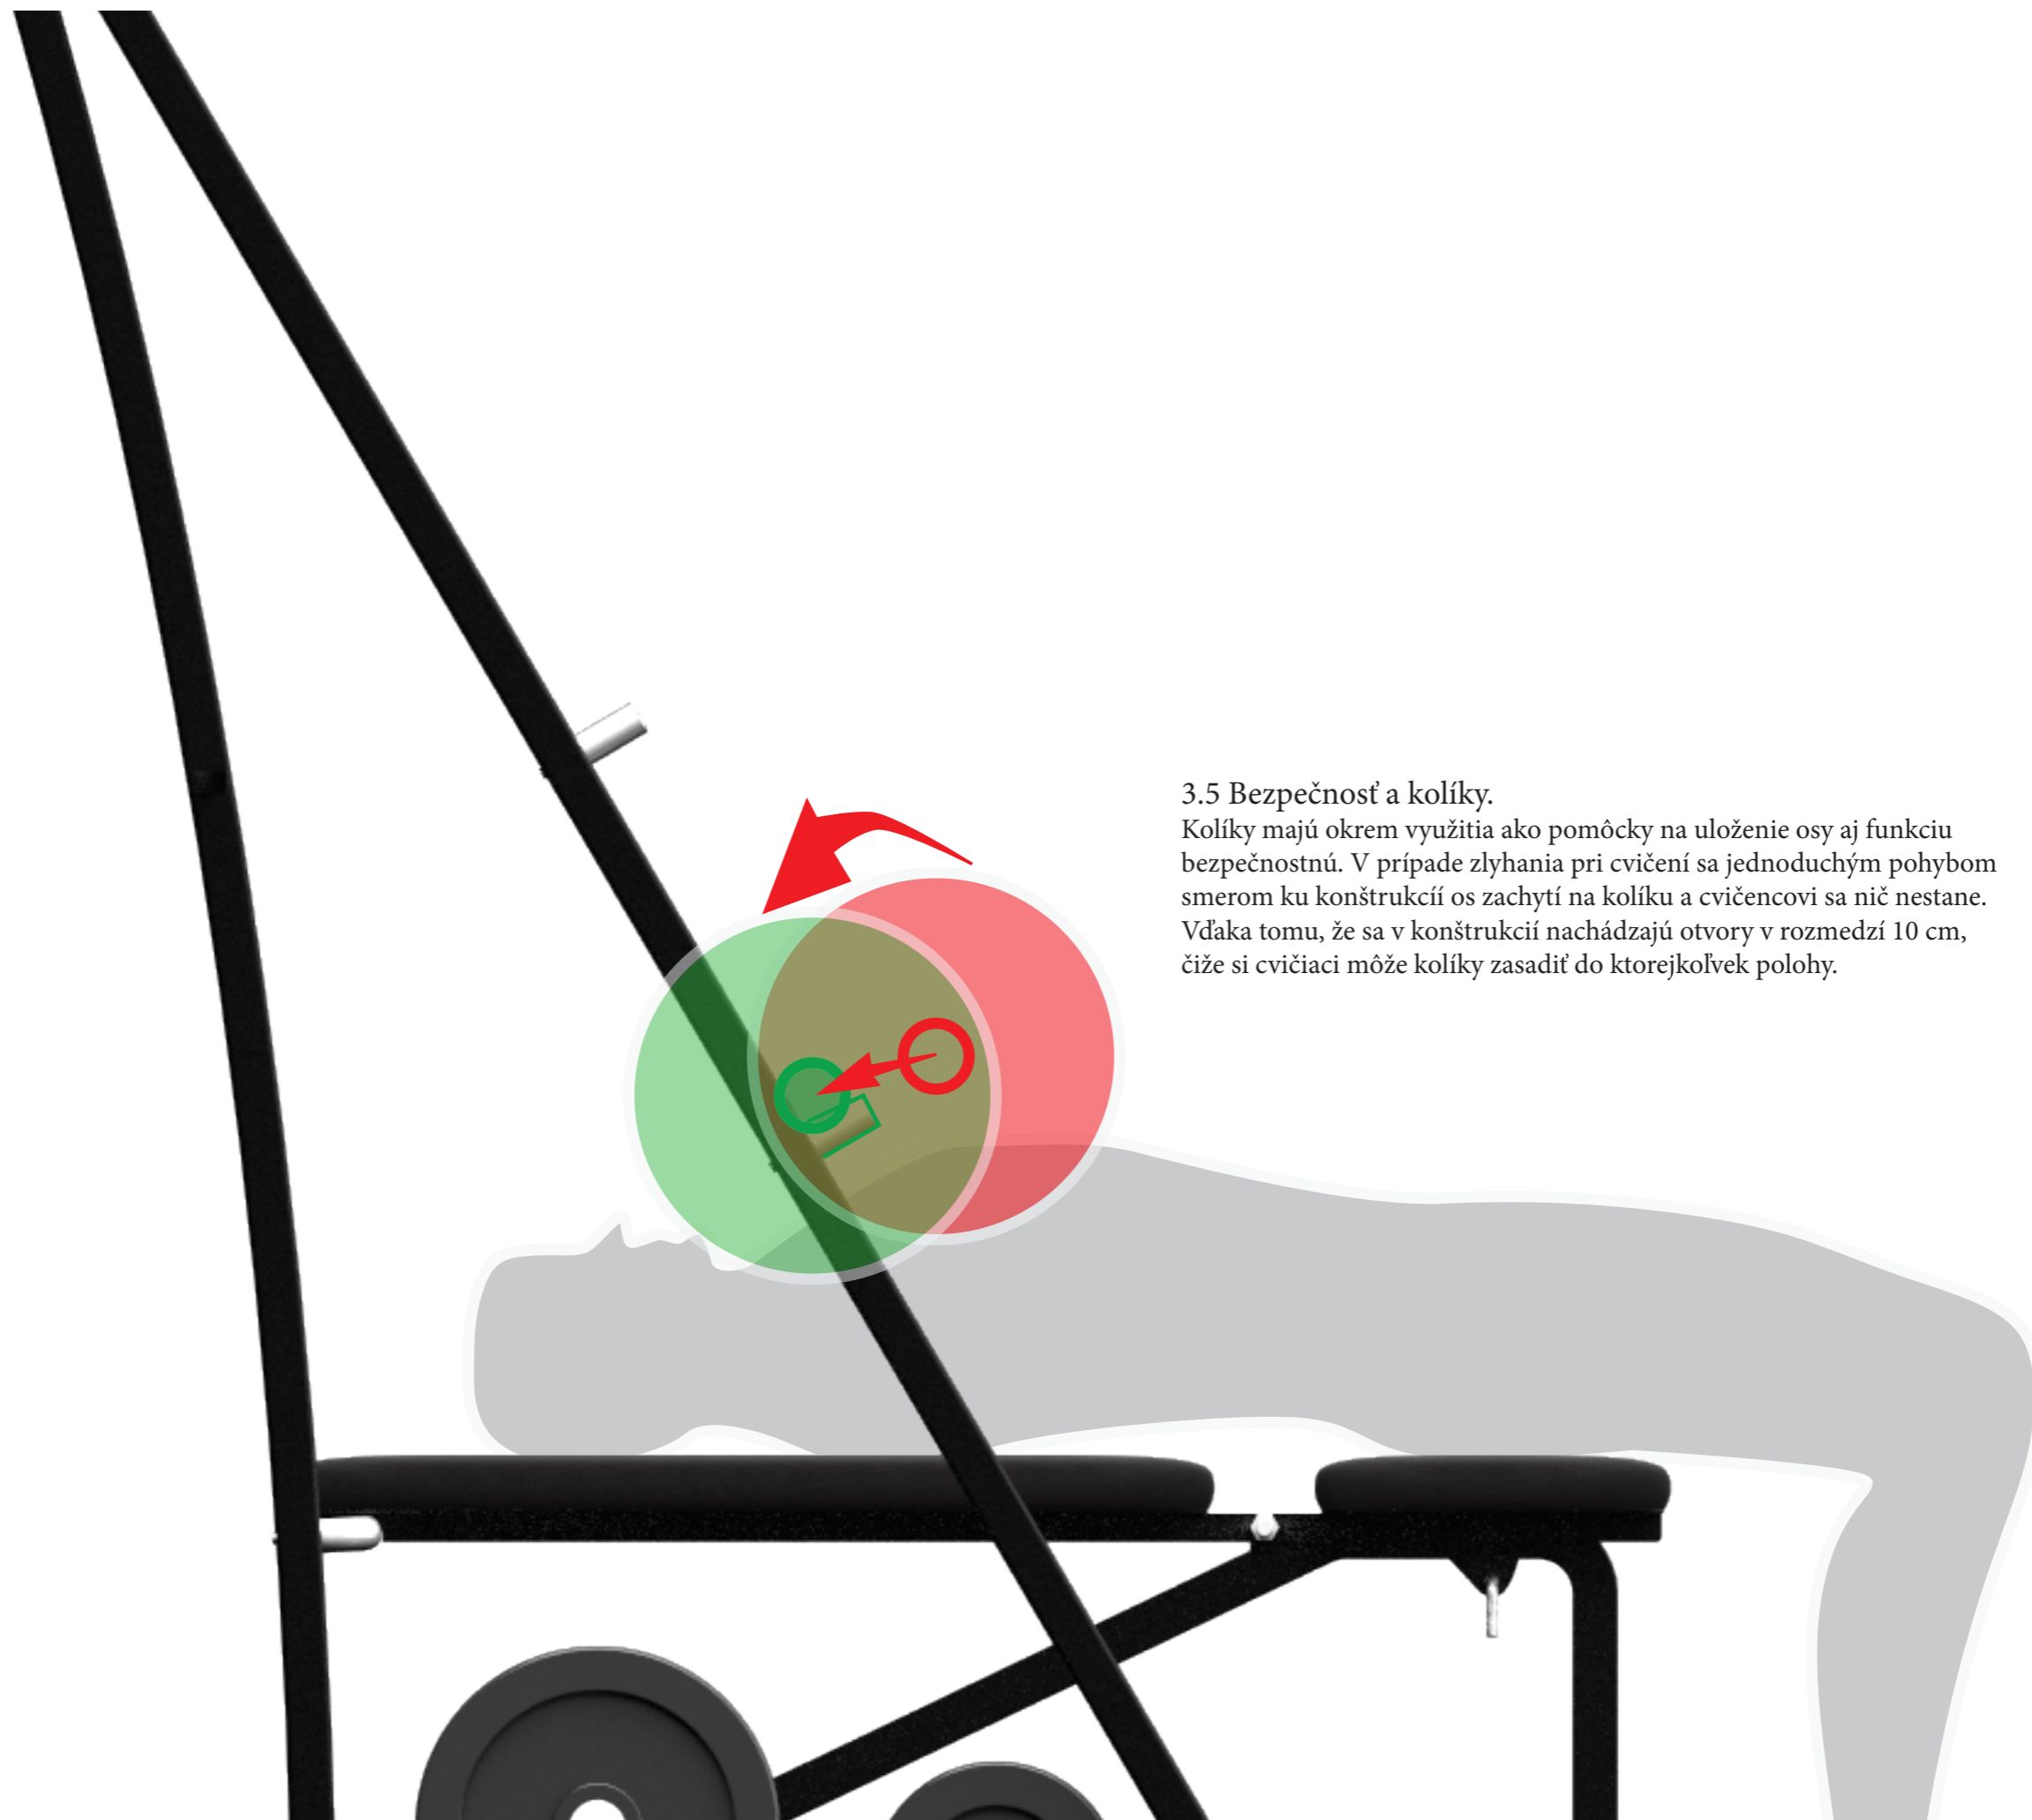 3.5 Bezpečnosť a kolíky.
Kolíky majú okrem využitia ako pomôcky na uloženie osy aj funkciu
bezpečnostnú. V prípade zlyhania pri cvičení sa jednoduchým pohybom
smerom ku konštrukcíí os zachytí na kolíku a cvičencovi sa nič nestane.
Vďaka tomu, že sa v konštrukcií nachádzajú otvory v rozmedzí 10 cm,
čiže si cvičiaci môže kolíky zasadiť do ktorejkoľvek polohy.